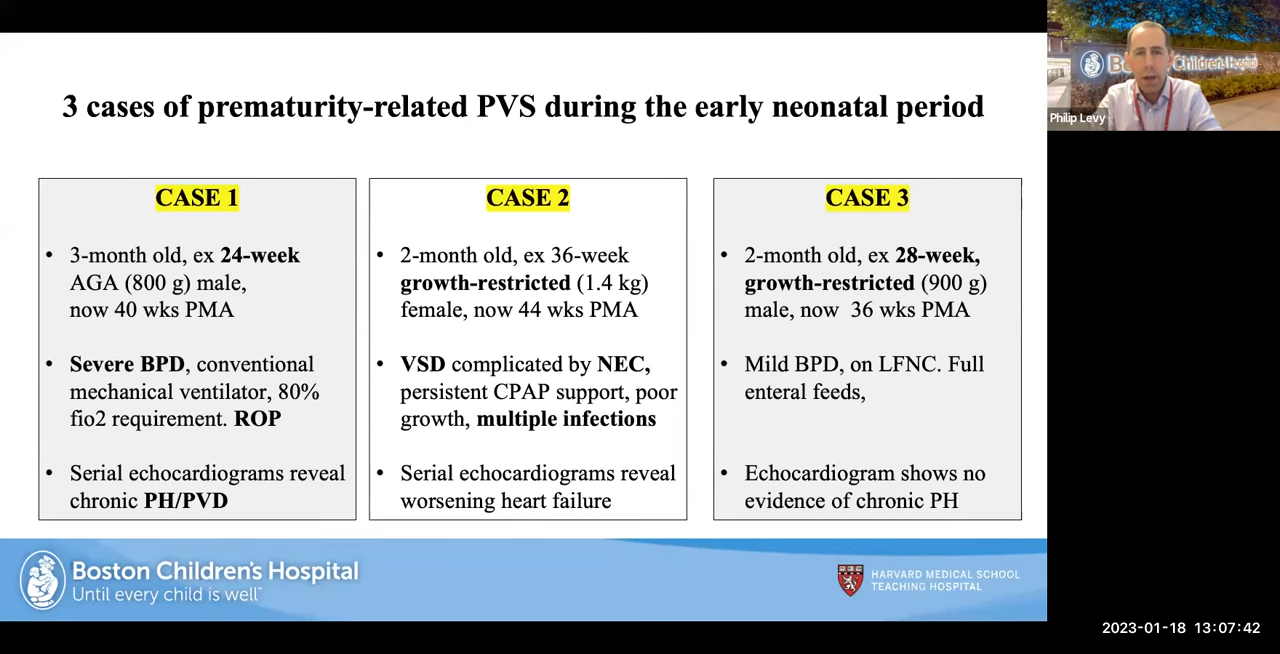 3 cases of prematurity-related PVS during the early neonatal period
CASE 1
• 3-month old, ex 24-week
AGA (800 g) male,
now 40 wks PMA
• Severe BPD, conventional
mechanical ventilator, 80%
fio2 requirement. ROP
• Serial echocardiograms reveal
chronic PH/PVD
CASE 2
• 2-month old, ex 36-week
growth-restricted (1.4 kg)
female, now 44 wks PMA
• VSD complicated by NEC,
persistent CPAP support, poor
growth, multiple infections
• Serial echocardiograms reveal
worsening heart failure
CASE 3
• 2-month old, ex 28-week,
growth-restricted (900 g)
male, now 36 wks PMA
• Mild BPD, on LFNC. Full
enteral feeds,
• Echocardiogram shows no
evidence of chronic PH
Boston Children's Hospital
Until every child is well™
HARVARD MEDICAL SCHOOL
TEACHING HOSPITAL
Children's Hospital
Philip Levy
2023-01-18 13:07:42